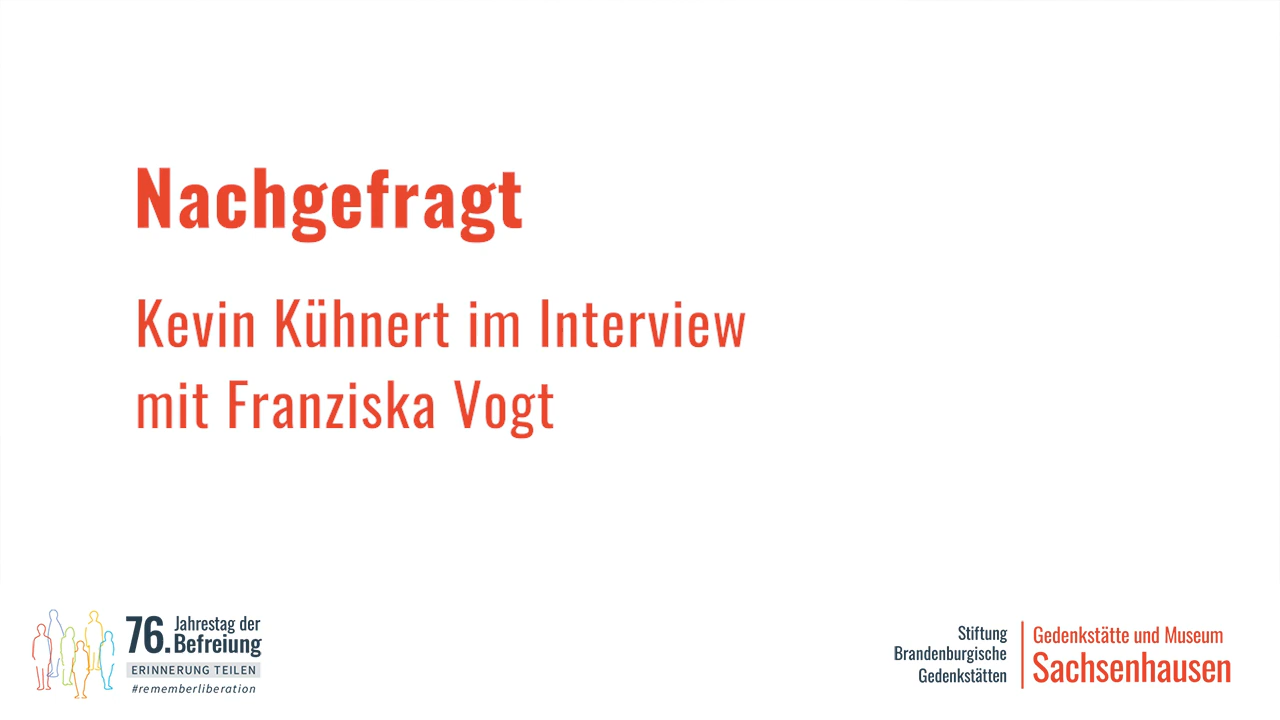 Nachgefragt
Kevin Kühnert im Interview
mit Franziska Vogt
76. Jahrestag der
Befreiung
ERINNERUNG TEILEN
#rememberliberation
Stiftung
Brandenburgische
Gedenkstätten
Gedenkstätte und Museum
Sachsenhausen